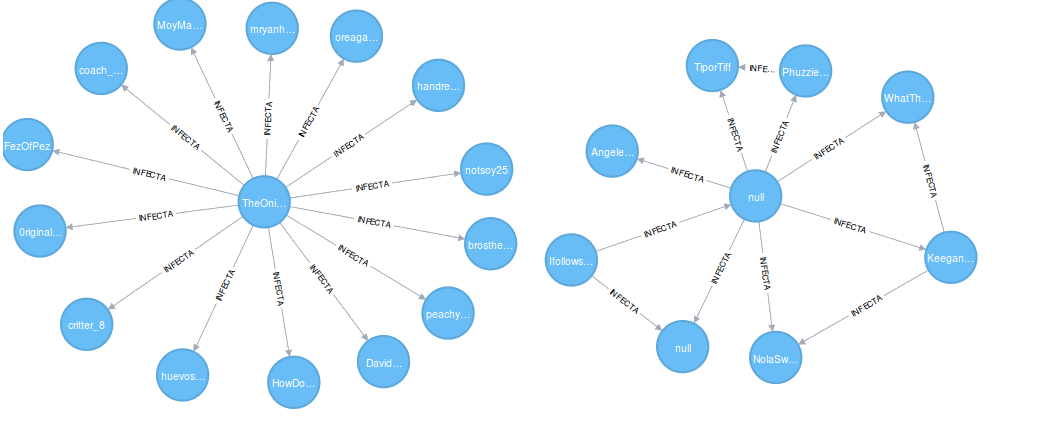 MoyMa...
mryanh...
oreaga...
coach_...
handre...
FezOfPez
notsoy25
TheOni...
0riginal...
brosthe...
critter_8
peachy...
huevos...
HowDo...
David...
INFECTA
INFECTA
INFECTA
INFECTA
INFECTA
INFECTA
INFECTA
INFECTA
INFECTA
INFECTA
INFECTA
INFECTA
INFECTA
INFECTA
TiporTiff
INFE...
Phuzzie...
WhatTh...
Angele...
null
Ifollows...
Keegan...
null
NolaSw...
INFECTA
INFECTA
INFECTA
INFECTA
INFECTA
INFECTA
INFECTA
INFECTA
INFECTA
INFECTA
INFECTA